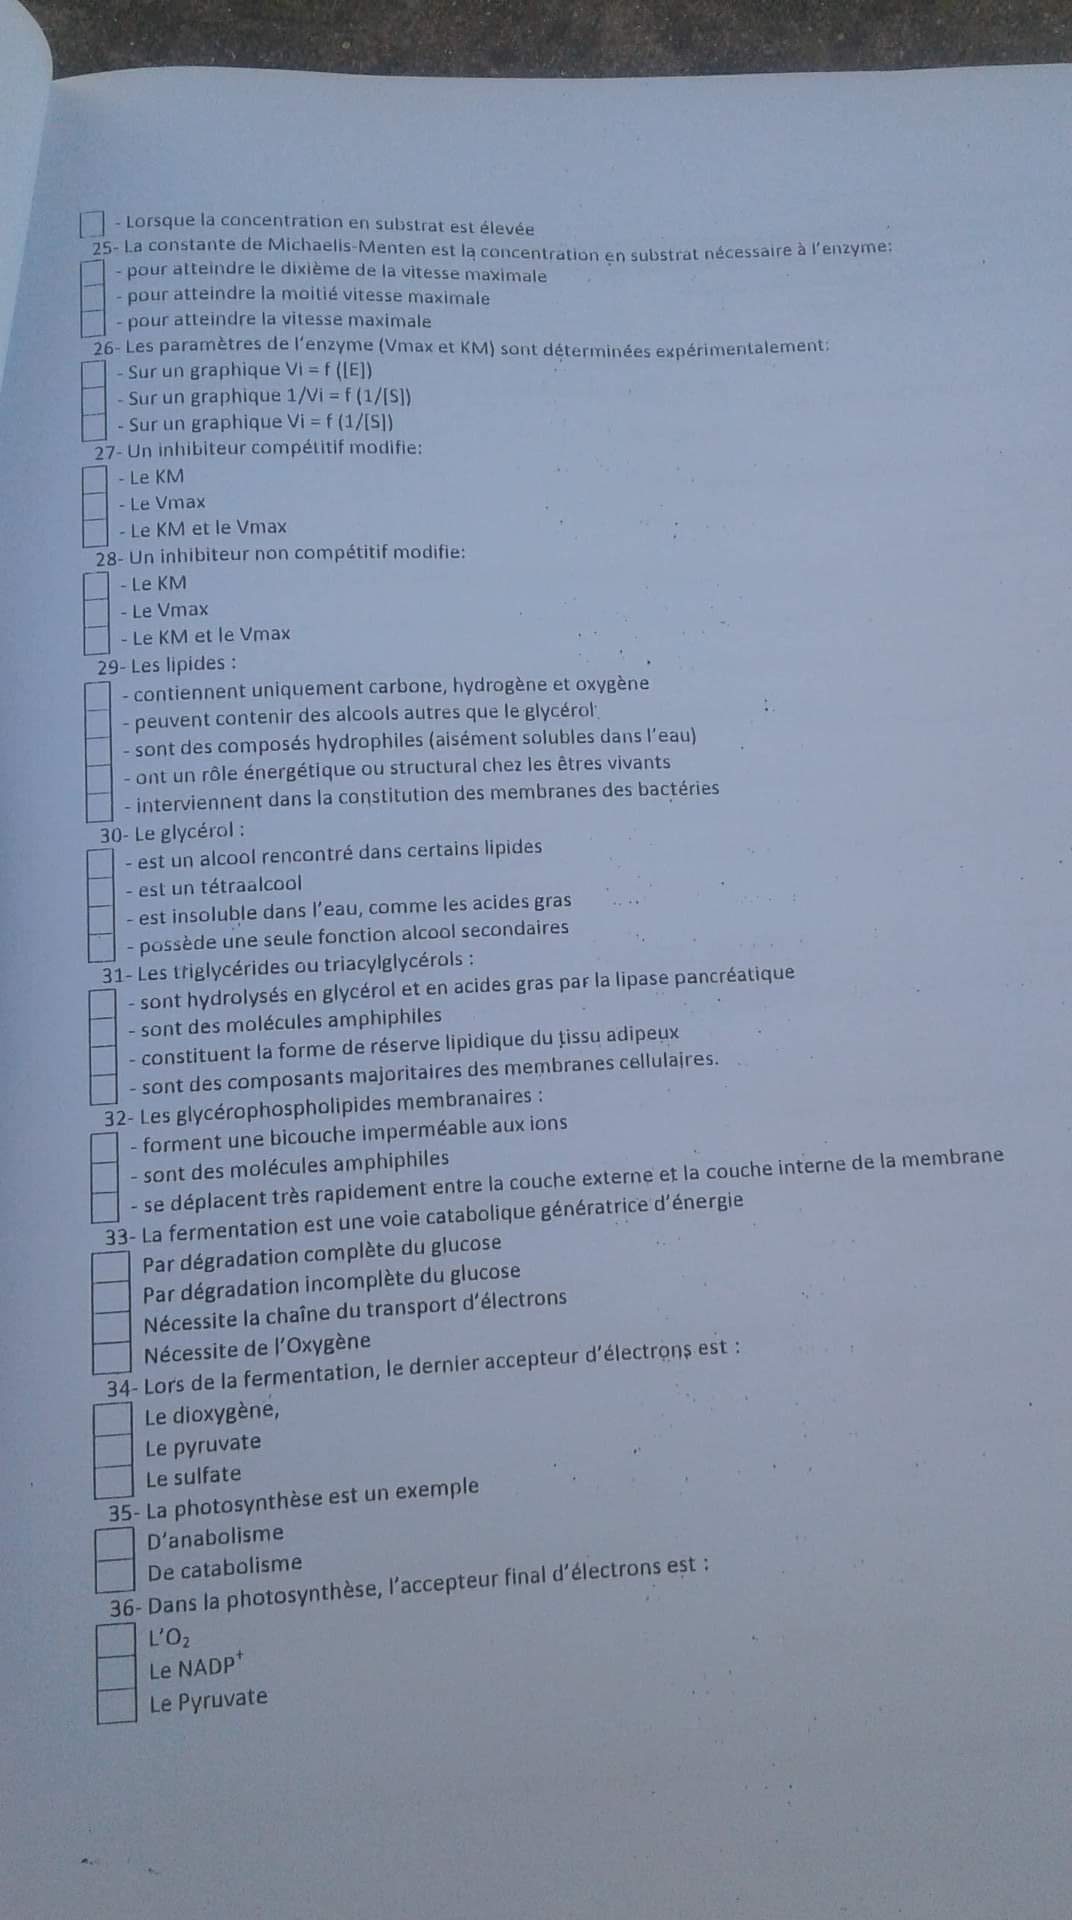 - Lorsque la concentration en substrat est élevée
25- La constante de Michaelis-Menten est la concentration en substrat nécessaire à l'enzyme:
- pour atteindre le dixième de la vitesse maximale
- pour atteindre la moitié vitesse maximale
- pour atteindre la vitesse maximale
26- Les paramètres de l'enzyme (Vmax et KM) sont déterminées expérimentalement:
- Sur un graphique Vi = f ([E])
- Sur un graphique 1/Vi = f (1/[S])
- Sur un graphique Vi = f (1/[S])
27- Un inhibiteur compétitif modifie:
- Le KM
- Le Vmax
- Le KM et le Vmax
28- Un inhibiteur non compétitif modifie:
- Le KM
- Le Vmax
- Le KM et le Vmax
29- Les lipides :
- contiennent uniquement carbone, hydrogène et oxygène
- peuvent contenir des alcools autres que le glycérol
- sont des composés hydrophiles (aisément solubles dans l'eau)
- ont un rôle énergétique ou structural chez les êtres vivants
- interviennent dans la constitution des membranes des bactéries
30- Le glycérol :
- est un alcool rencontré dans certains lipides
- est un tétraalcool
- est insoluble dans l'eau, comme les acides gras
- possède une seule fonction alcool secondaires
31- Les triglycérides ou triacylglycérols :
- sont hydrolysés en glycérol et en acides gras par la lipase pancréatique
- sont des molécules amphiphiles
- constituent la forme de réserve lipidique du tissu adipeux
- sont des composants majoritaires des membranes cellulaires.
32- Les glycérophospholipides membranaires :
- forment une bicouche imperméable aux ions
- sont des molécules amphiphiles
- se déplacent très rapidement entre la couche externe et la couche interne de la membrane
33- La fermentation est une voie catabolique génératrice d'énergie
Par dégradation complète du glucose
Par dégradation incomplète du glucose
Nécessite la chaîne du transport d'électrons
Nécessite de l'Oxygène
34- Lors de la fermentation, le dernier accepteur d'électrons est :
Le dioxygène,
Le pyruvate
Le sulfate
35- La photosynthèse est un exemple
D'anabolisme
De catabolisme
36- Dans la photosynthèse, l'accepteur final d'électrons est :
L'O₂
Le NADP⁺
Le Pyruvate